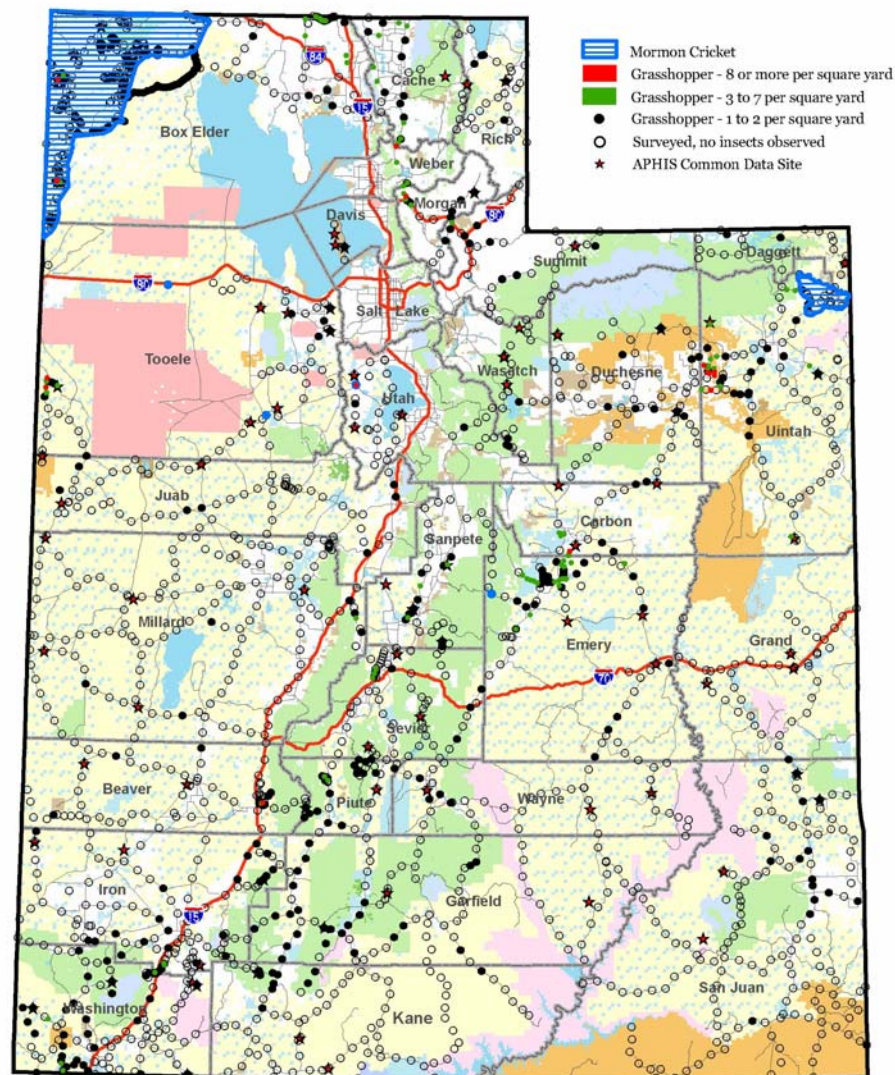 Mormon Cricket
Grasshopper - 8 or more per square yard
Grasshopper - 3 to 7 per square yard
Grasshopper - 1 to 2 per square yard
Surveyed, no insects observed
APHIS Common Data Site
84
Cache
15
Box Elder
Rich
Weber
Morgan
80
Davis
Summit
Daggett
80
Salt Lake
Tooele
Wasatch
Duchesne
Utah
Uintah
Juab
Carbon
Sanpete
Millard
Emery
Grand
70
Sevier
Beaver
Piute
Wayne
Iron
Garfield
15
San Juan
Washington
Kane